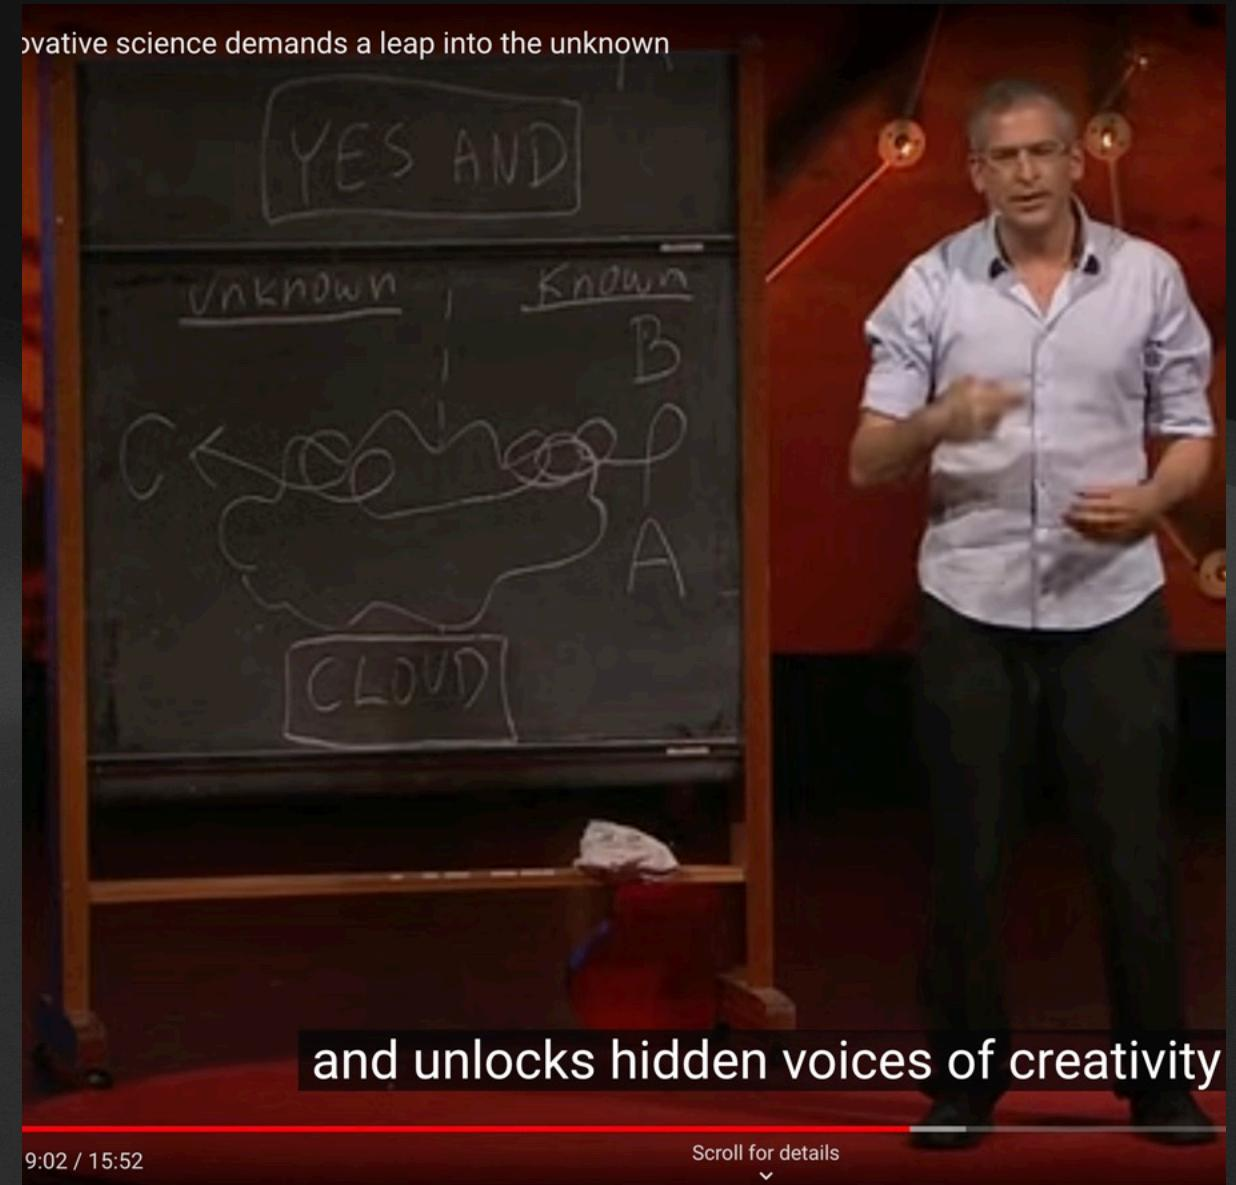 ovative science demands a leap into the unknown
YES AND
Unknown Known
B
C
A
CLOUD
and unlocks hidden voices of creativity
9:02 / 15:52
Scroll for details